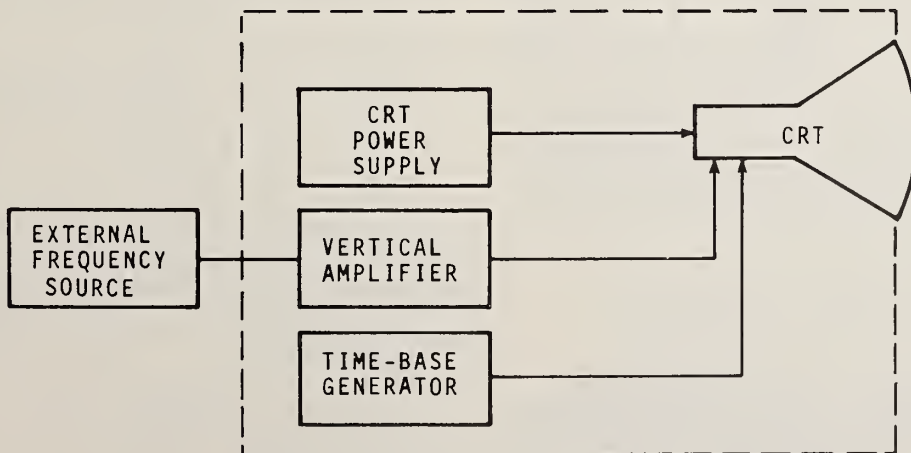 CRT
POWER
SUPPLY
CRT
EXTERNAL
FREQUENCY
SOURCE
VERTICAL
AMPLIFIER
TIME-BASE
GENERATOR